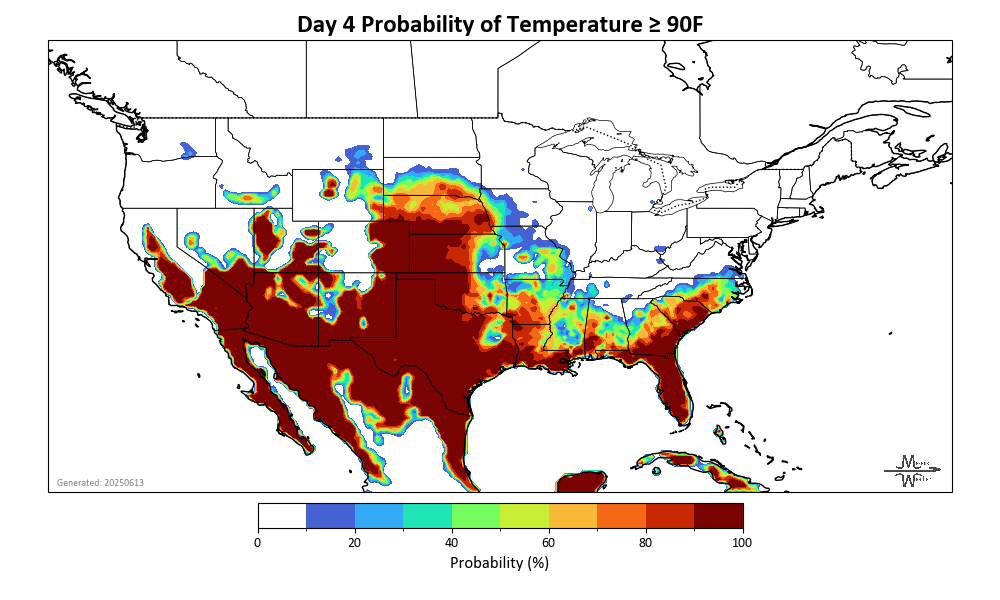 Day 4 Probability of Temperature ≥ 90F
Generated: 20250613
0 20 40 60 80 100
Probability (%)